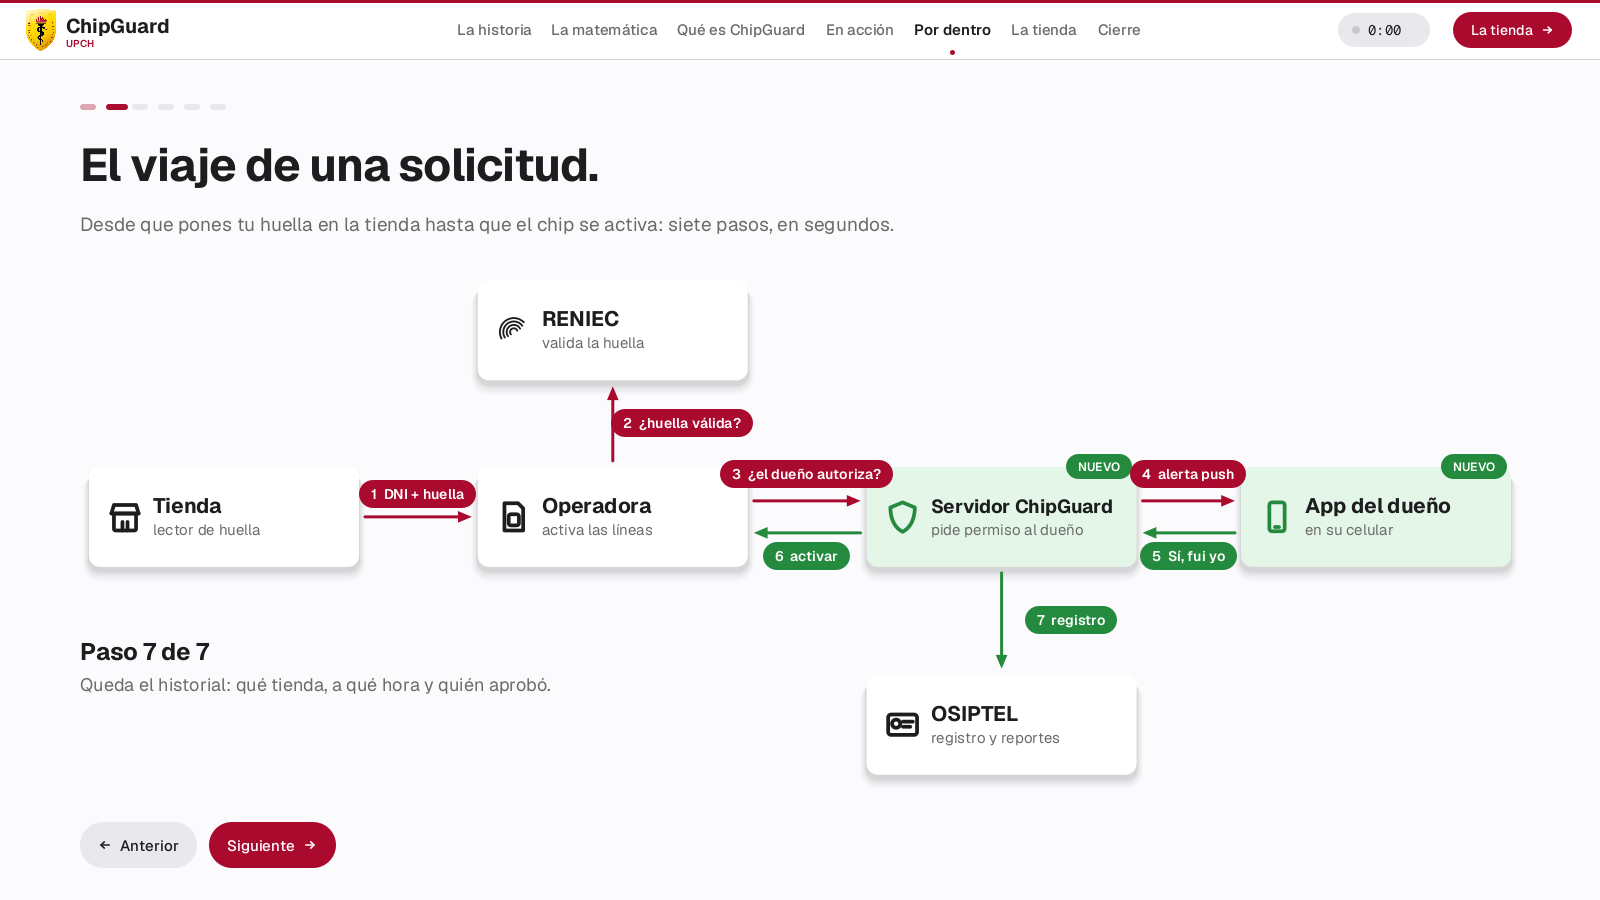 ChipGuard
UPCH
La historia
La matemática
Qué es ChipGuard
En acción
Por dentro
La tienda
Cierre
0:00
La tienda →
El viaje de una solicitud.
Desde que pones tu huella en la tienda hasta que el chip se activa: siete pasos, en segundos.
RENIEC
valida la huella
2 ¿huella válida?
Tienda
lector de huella
1 DNI + huella
Operadora
activa las líneas
3 ¿el dueño autoriza?
6 activar
NUEVO
Servidor ChipGuard
pide permiso al dueño
4 alerta push
5 Sí, fui yo
NUEVO
App del dueño
en su celular
7 registro
Paso 7 de 7
Queda el historial: qué tienda, a qué hora y quién aprobó.
OSIPTEL
registro y reportes
← Anterior
Siguiente →